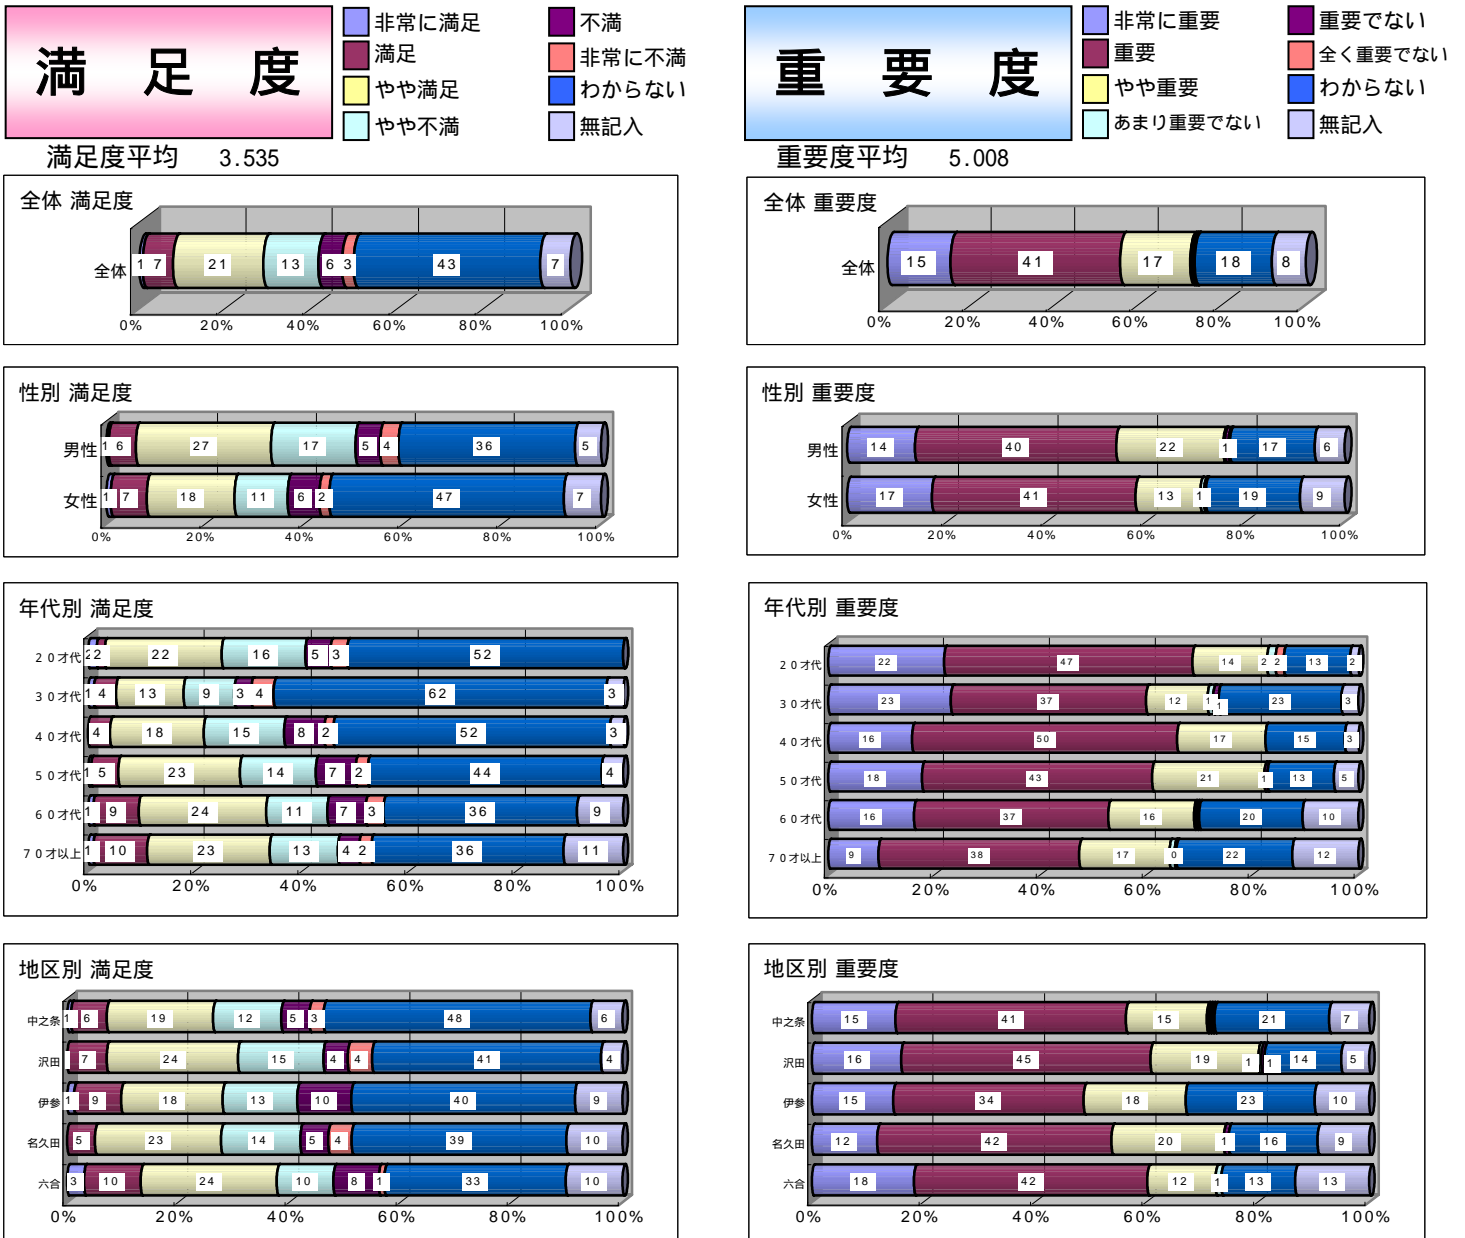 満 足 度
非常に満足
満足
やや満足
やや不満
不満
非常に不満
わからない
無記入
満足度平均 3.535
重 要 度
非常に重要
重要
やや重要
あまり重要でない
重要でない
全く重要でない
わからない
無記入
重要度平均 5.008
全体 満足度
全体 1 7 21 13 6 3 43 7
0% 20% 40% 60% 80% 100%
全体 重要度
全体 15 41 17 18 8
0% 20% 40% 60% 80% 100%
性別 満足度
男性 1 6 27 17 5 4 36 5
女性 1 7 18 11 6 2 47 7
0% 20% 40% 60% 80% 100%
性別 重要度
男性 14 40 22 1 17 6
女性 17 41 13 1 19 9
0% 20% 40% 60% 80% 100%
年代別 満足度
20才代 2 2 22 16 5 3 52
30才代 1 4 13 9 3 4 62 3
40才代 4 18 15 8 2 52 3
50才代 1 5 23 14 7 2 44 4
60才代 1 9 24 11 7 3 36 9
70才以上 1 10 23 13 4 2 36 11
0% 20% 40% 60% 80% 100%
年代別 重要度
20才代 22 47 14 2 2 13 2
30才代 23 37 12 1 1 23 3
40才代 16 50 17 15 3
50才代 18 43 21 1 13 5
60才代 16 37 16 20 10
70才以上 9 38 17 0 22 12
0% 20% 40% 60% 80% 100%
地区別 満足度
中之条 1 6 19 12 5 3 48 6
沢田 7 24 15 4 4 41 4
伊参 1 9 18 13 10 40 9
名久田 5 23 14 5 4 39 10
六合 3 10 24 10 8 1 33 10
0% 20% 40% 60% 80% 100%
地区別 重要度
中之条 15 41 15 21 7
沢田 16 45 19 1 1 14 5
伊参 15 34 18 23 10
名久田 12 42 20 1 16 9
六合 18 42 12 1 13 13
0% 20% 40% 60% 80% 100%